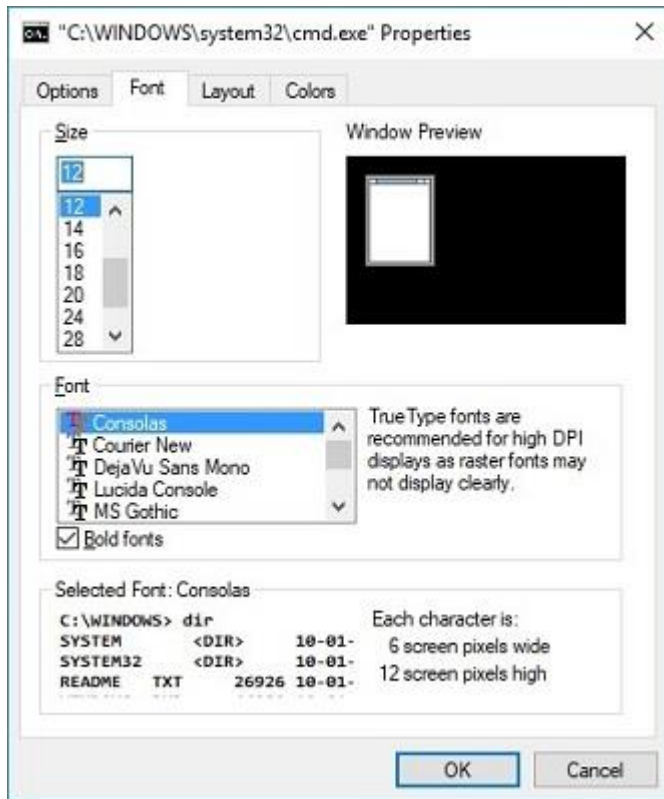 "C:\WINDOWS\system32\cmd.exe" Properties
Options Font Layout Colors
Size
12
12
14
16
18
20
24
28
Window Preview
Font
Consolas
Courier New
DejaVu Sans Mono
Lucida Console
MS Gothic
Bold fonts
TrueType fonts are
recommended for high DPI
displays as raster fonts may
not display clearly.
Selected Font: Consolas
C:\WINDOWS> dir
SYSTEM <DIR> 10-01-
SYSTEM32 <DIR> 10-01-
README TXT 26926 10-01-
Each character is:
6 screen pixels wide
12 screen pixels high
OK Cancel